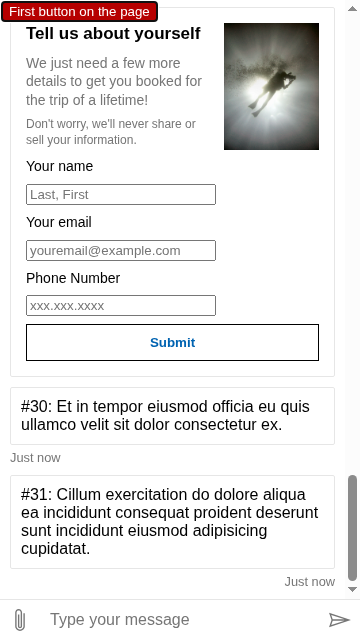 First button on the page
Tell us about yourself
We just need a few more
details to get you booked for
the trip of a lifetime!
Don't worry, we'll never share or
sell your information.
Your name
Last, First
Your email
youremail@example.com
Phone Number
xxx.xxx.xxxx
Submit
#30: Et in tempor eiusmod officia eu quis
ullamco velit sit dolor consectetur ex.
Just now
#31: Cillum exercitation do dolore aliqua
ea incididunt consequat proident deserunt
sunt incididunt eiusmod adipisicing
cupidatat.
Just now
Type your message